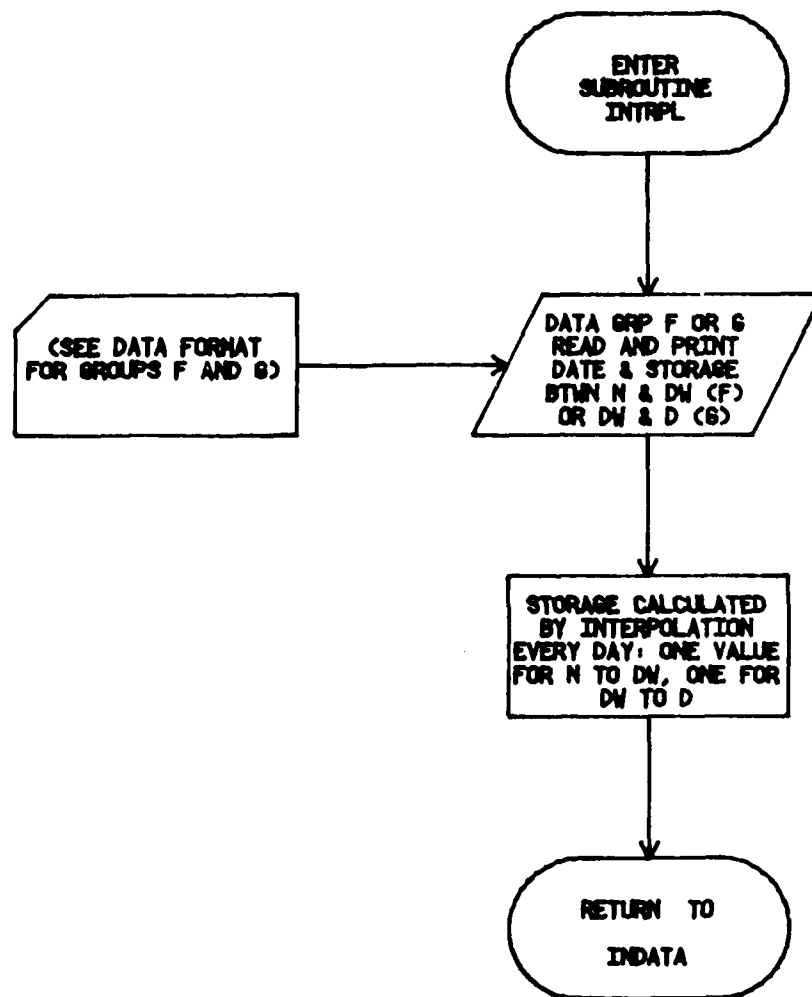 ENTER
SUBROUTINE
INTRPL
(SEE DATA FORMAT
FOR GROUPS F AND G)
DATA GRP F OR G
READ AND PRINT
DATE & STORAGE
BTWN N & DW (F)
OR DW & D (G)
STORAGE CALCULATED
BY INTERPOLATION
EVERY DAY: ONE VALUE
FOR N TO DW, ONE FOR
DW TO D
RETURN TO
INDATA